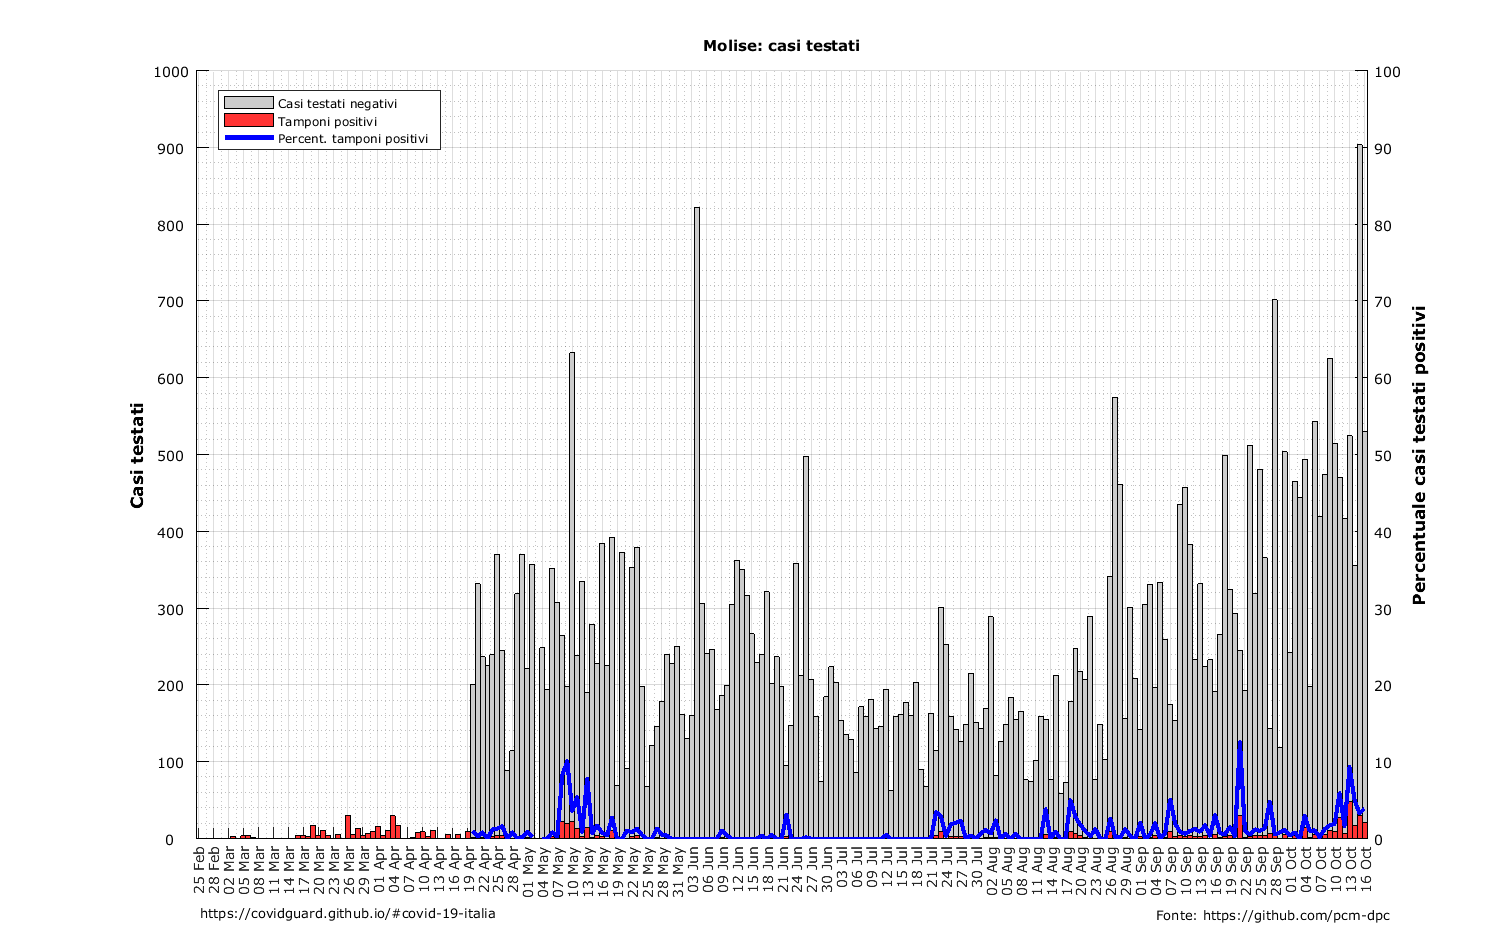 Molise: casi testati
1000
900
800
700
600
500
400
300
200
100
0
Casi testati
Casi testati negativi
Tamponi positivi
Percent. tamponi positivi
100
90
80
70
60
50
40
30
20
10
0
Percentuale casi testati positivi
25 Feb
28 Feb
02 Mar
05 Mar
08 Mar
11 Mar
14 Mar
17 Mar
20 Mar
23 Mar
26 Mar
29 Mar
01 Apr
04 Apr
07 Apr
10 Apr
13 Apr
16 Apr
19 Apr
22 Apr
25 Apr
28 Apr
01 May
04 May
07 May
10 May
13 May
16 May
19 May
22 May
25 May
28 May
31 May
03 Jun
06 Jun
09 Jun
12 Jun
15 Jun
18 Jun
21 Jun
24 Jun
27 Jun
30 Jun
03 Jul
06 Jul
09 Jul
12 Jul
15 Jul
18 Jul
21 Jul
24 Jul
27 Jul
30 Jul
02 Aug
05 Aug
08 Aug
11 Aug
14 Aug
17 Aug
20 Aug
23 Aug
26 Aug
29 Aug
01 Sep
04 Sep
07 Sep
10 Sep
13 Sep
16 Sep
19 Sep
22 Sep
25 Sep
28 Sep
01 Oct
04 Oct
07 Oct
10 Oct
13 Oct
16 Oct
https://covidguard.github.io/#covid-19-italia
Fonte: https://github.com/pcm-dpc